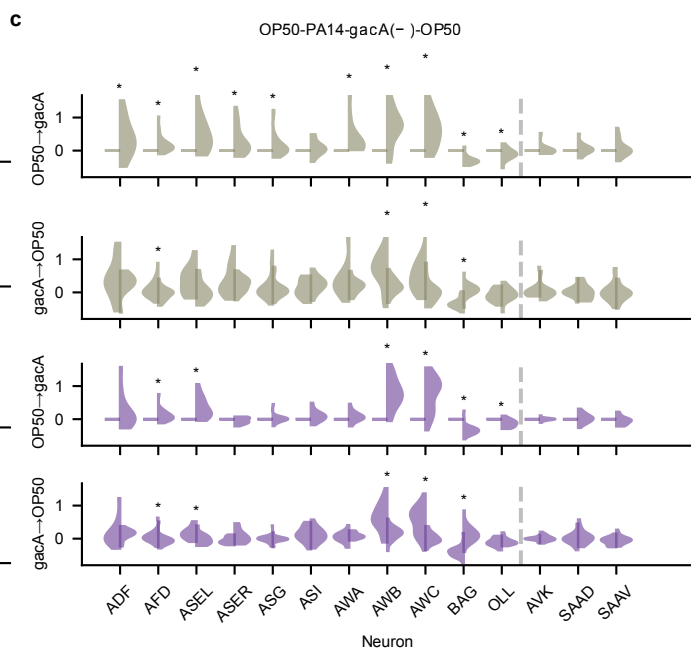 c
OP50-PA14-gacA(− )-OP50
OP50→gacA
1
0
* * * * * * * * * *
gacA→OP50
1
0
* * * *
OP50→gacA
1
0
* * * * * *
gacA→OP50
1
0
* * * * *
ADF AFD ASEL ASER ASG ASI AWA AWB AWC BAG OLL AVK SAAD SAAV
Neuron